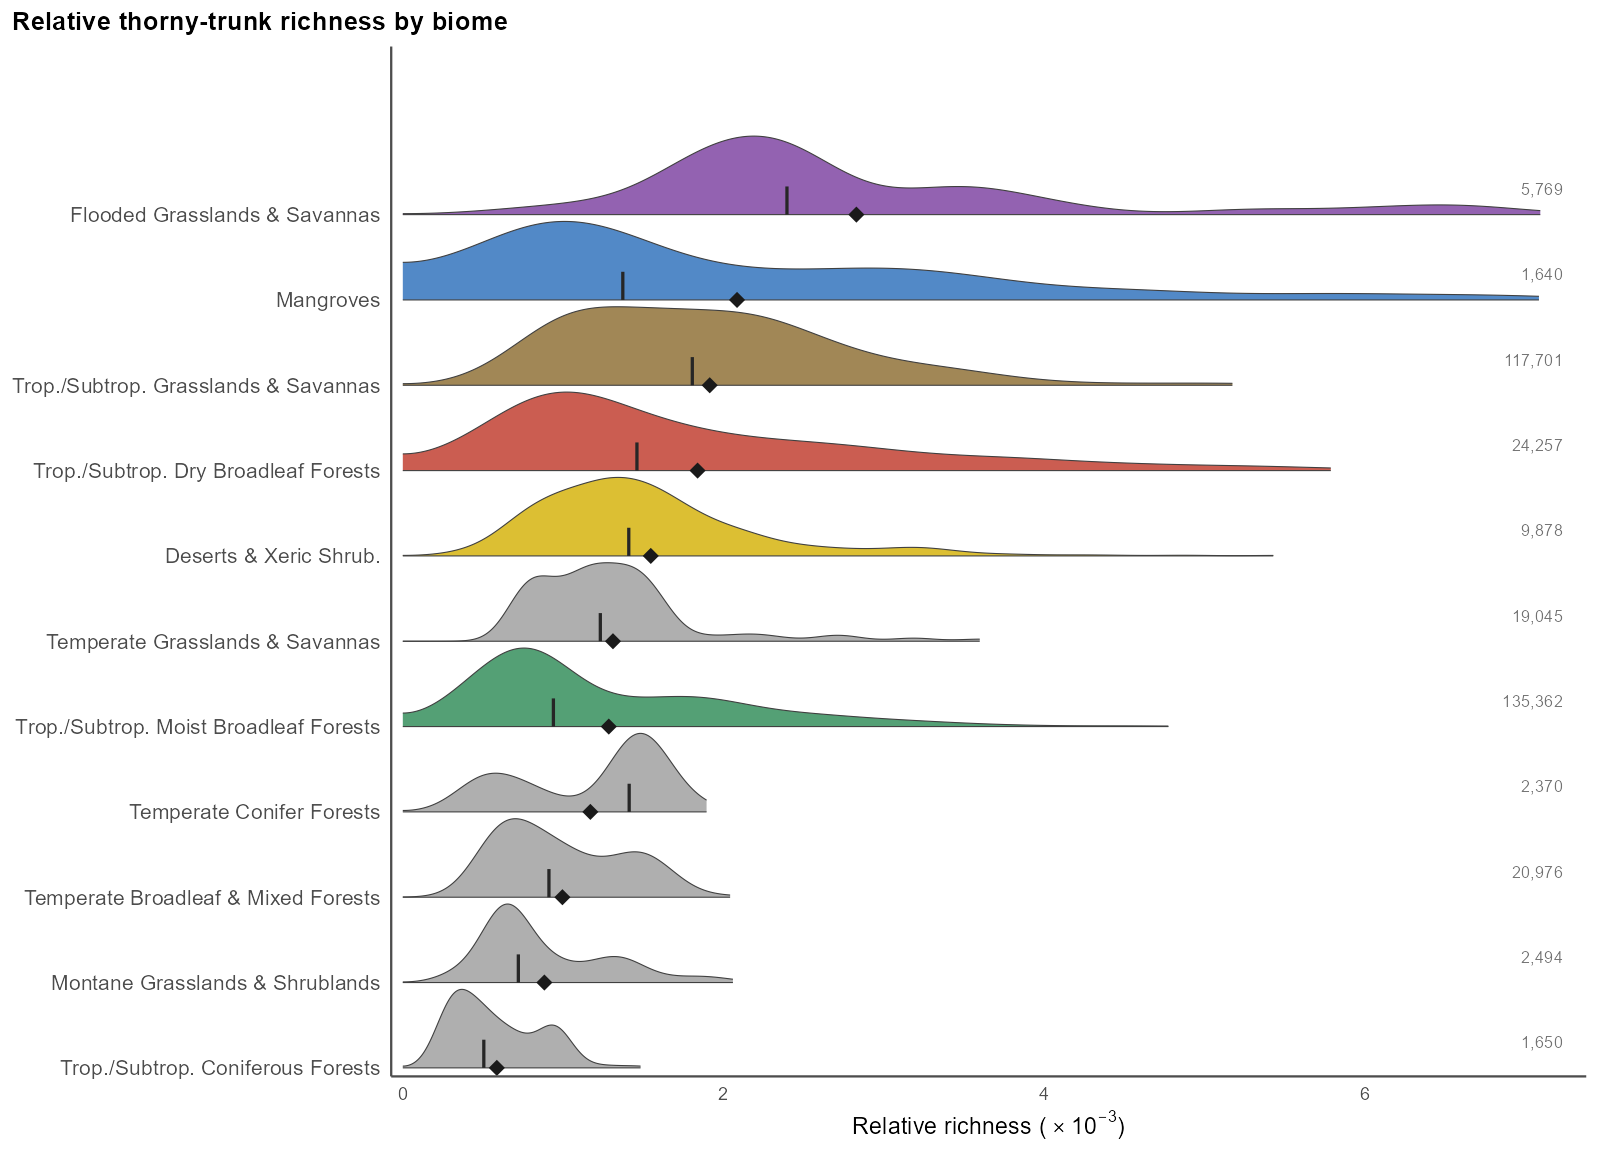 Relative thorny-trunk richness by biome
Flooded Grasslands & Savannas 5,769
Mangroves 1,640
Trop./Subtrop. Grasslands & Savannas 117,701
Trop./Subtrop. Dry Broadleaf Forests 24,257
Deserts & Xeric Shrub. 9,878
Temperate Grasslands & Savannas 19,045
Trop./Subtrop. Moist Broadleaf Forests 135,362
Temperate Conifer Forests 2,370
Temperate Broadleaf & Mixed Forests 20,976
Montane Grasslands & Shrublands 2,494
Trop./Subtrop. Coniferous Forests 1,650
0 2 4 6
Relative richness ( × 10⁻³)